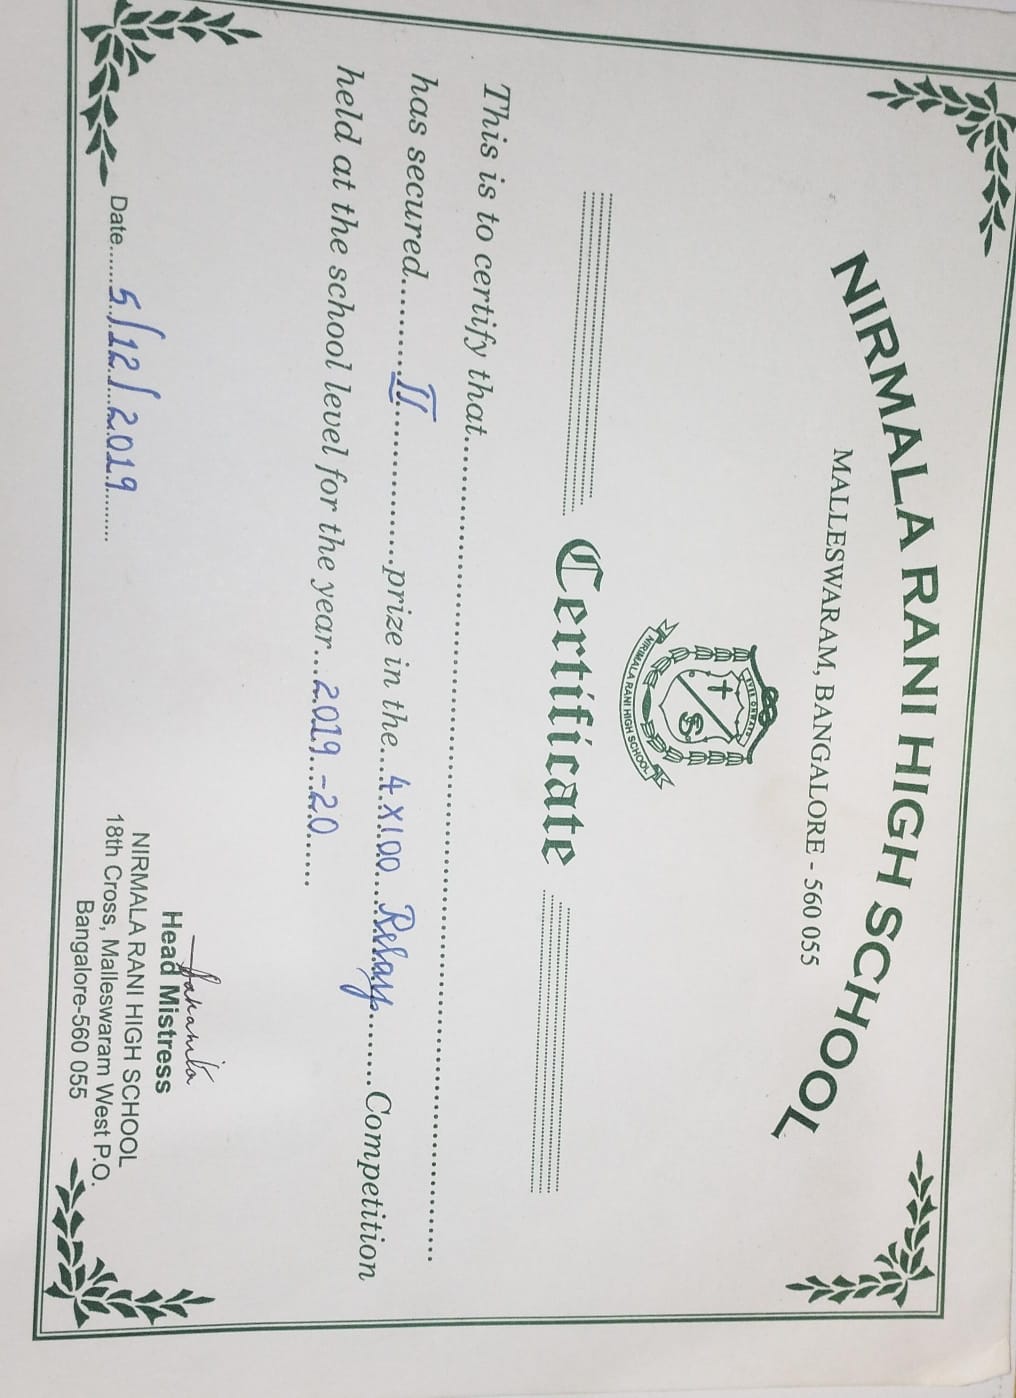 NIRMALA RANI HIGH SCHOOL
MALLESWARAM, BANGALORE - 560 055
EVER ONWARD
NIRMALA RANI HIGH SCHOOL
Certificate
This is to certify that
has secured II prize in the 4 x 100 Relay Competition
held at the school level for the year 2019 - 20
Date 5/12/2019
Head Mistress
NIRMALA RANI HIGH SCHOOL
18th Cross, Malleswaram West P.O.
Bangalore-560 055